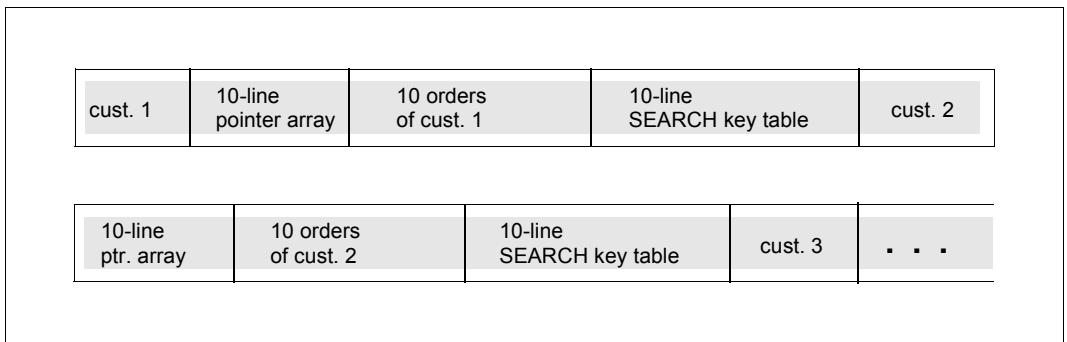 cust. 1
10-line
pointer array
10 orders
of cust. 1
10-line
SEARCH key table
cust. 2
10-line
ptr. array
10 orders
of cust. 2
10-line
SEARCH key table
cust. 3
. . .